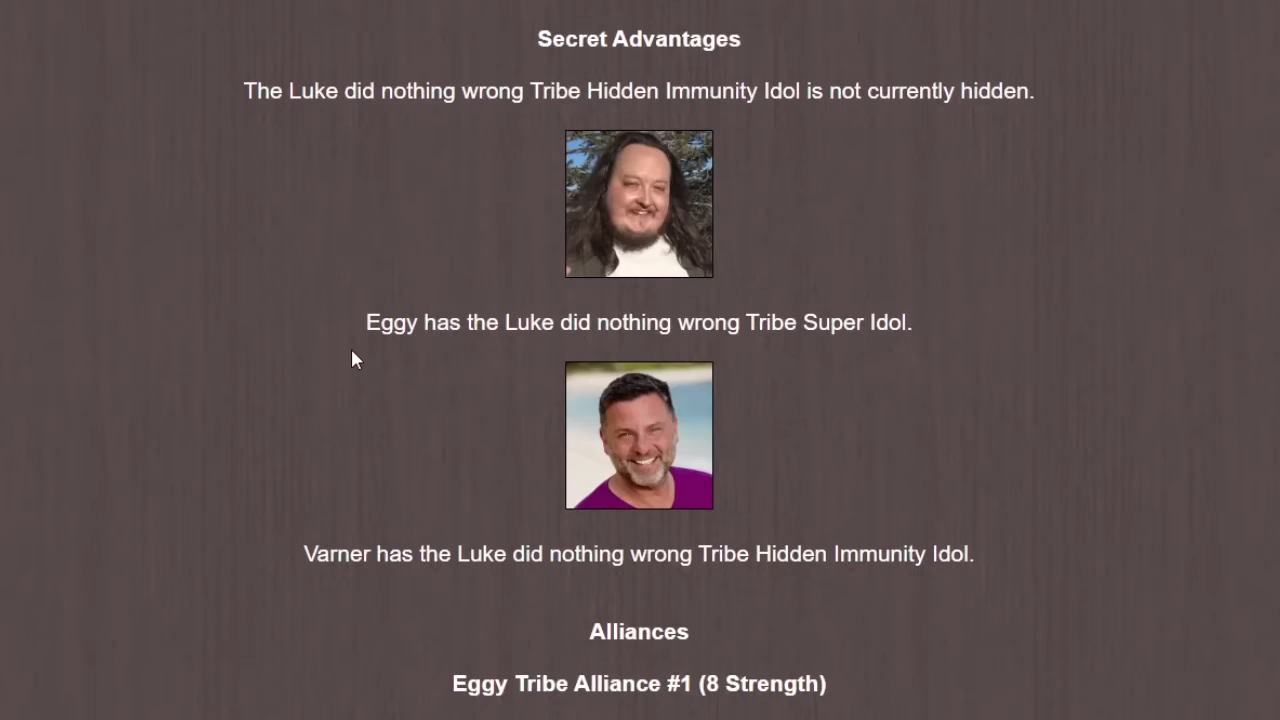 Secret Advantages
The Luke did nothing wrong Tribe Hidden Immunity Idol is not currently hidden.
Eggy has the Luke did nothing wrong Tribe Super Idol.
Varner has the Luke did nothing wrong Tribe Hidden Immunity Idol.
Alliances
Eggy Tribe Alliance #1 (8 Strength)